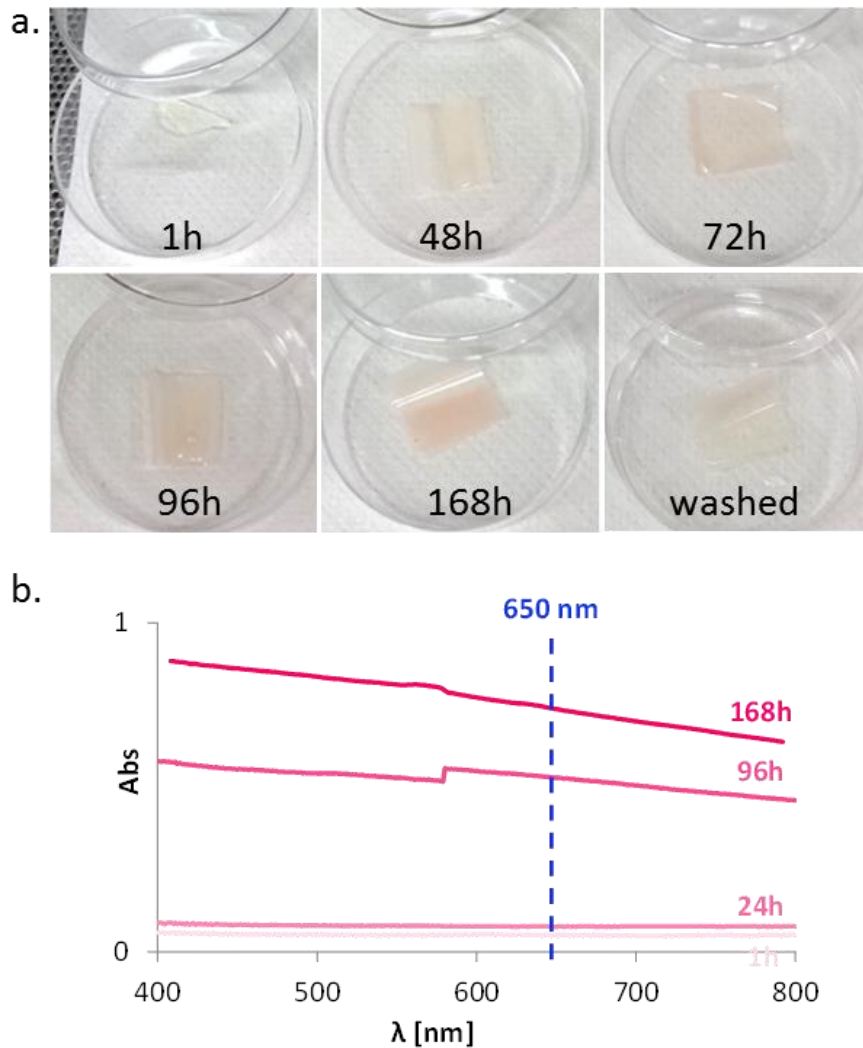 a.
1h
48h
72h
96h
168h
washed
b.
650 nm
1
168h
96h
Abs
24h
1h
0
400
500
600
700
800
λ [nm]